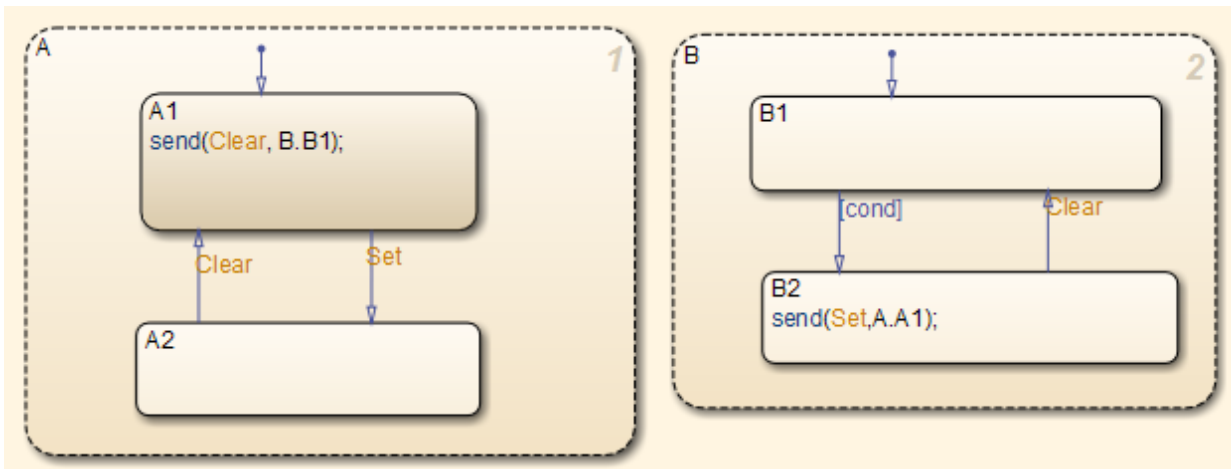 A
1
A1
send(Clear, B.B1);
Clear
Set
A2
B
2
B1
[cond]
Clear
B2
send(Set,A.A1);